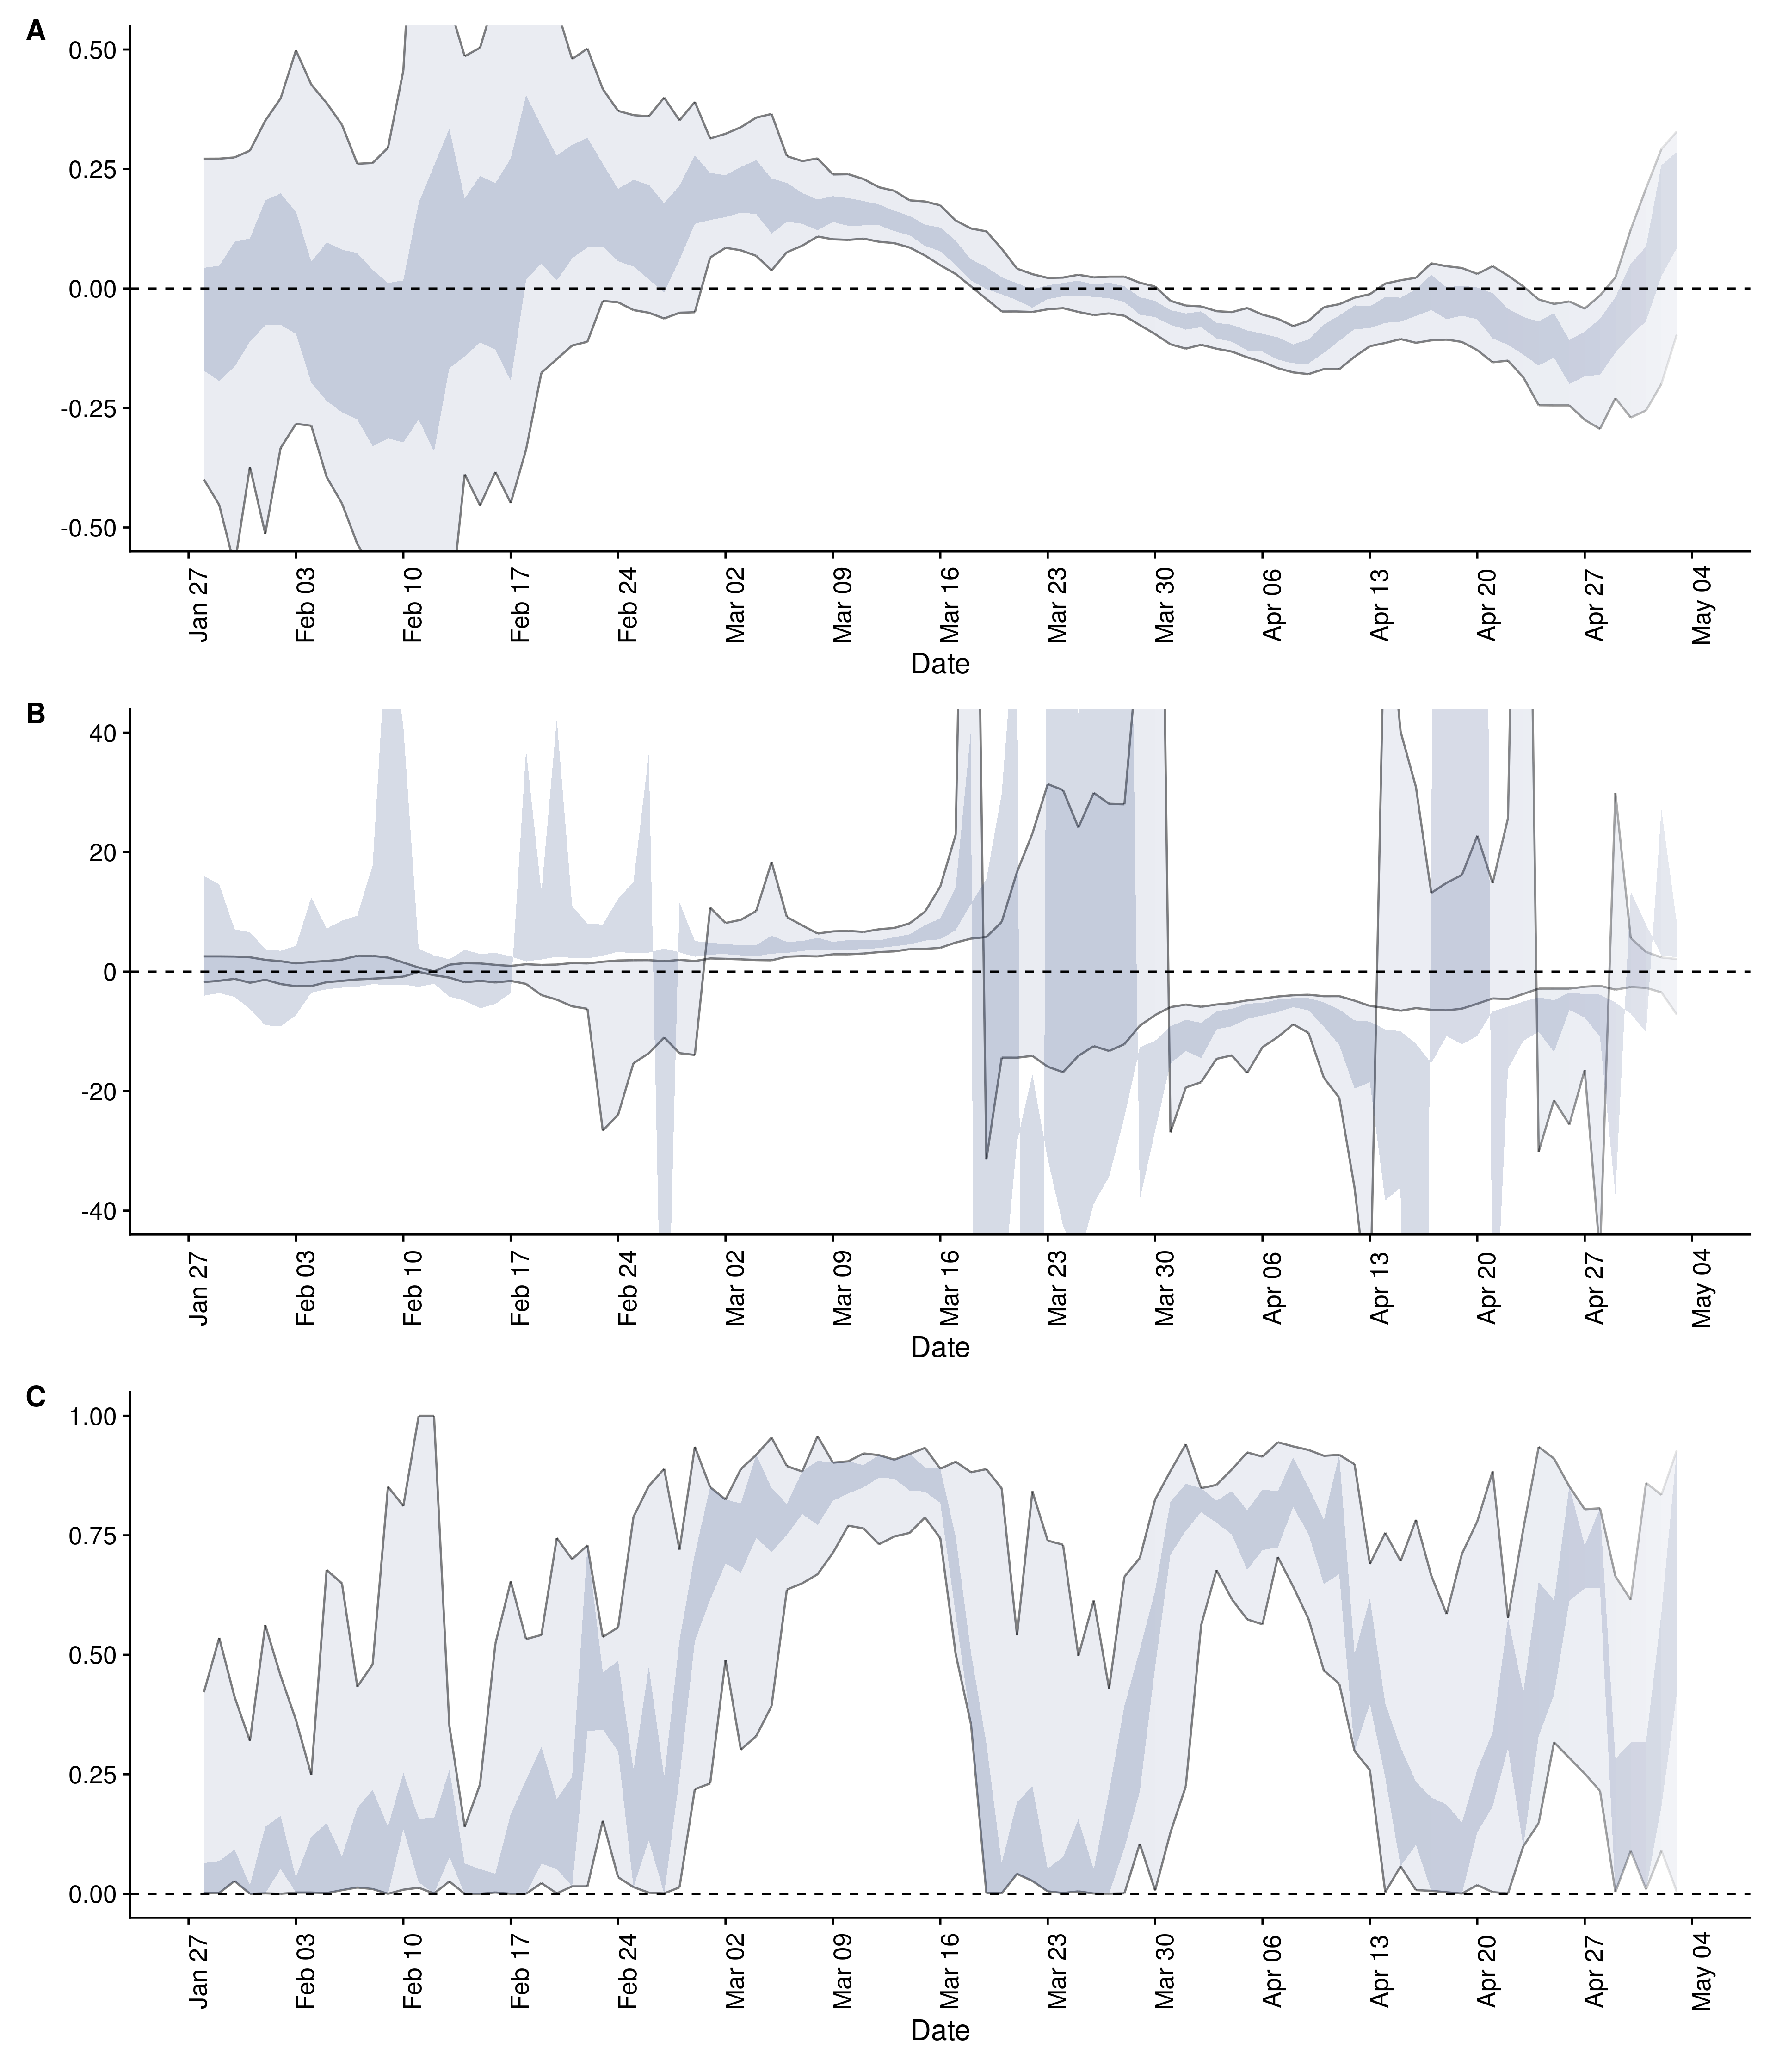 A
0.50
0.25
0.00
-0.25
-0.50
Jan 27
Feb 03
Feb 10
Feb 17
Feb 24
Mar 02
Mar 09
Mar 16
Mar 23
Mar 30
Apr 06
Apr 13
Apr 20
Apr 27
May 04
Date
B
40
20
0
-20
-40
Jan 27
Feb 03
Feb 10
Feb 17
Feb 24
Mar 02
Mar 09
Mar 16
Mar 23
Mar 30
Apr 06
Apr 13
Apr 20
Apr 27
May 04
Date
C
1.00
0.75
0.50
0.25
0.00
Jan 27
Feb 03
Feb 10
Feb 17
Feb 24
Mar 02
Mar 09
Mar 16
Mar 23
Mar 30
Apr 06
Apr 13
Apr 20
Apr 27
May 04
Date